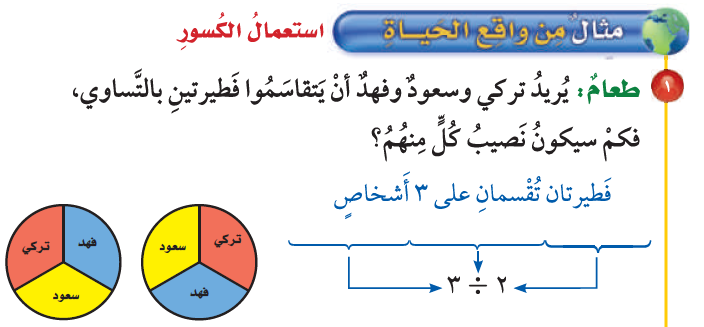 مثال من واقع الحياة استعمالُ الكُسورِ
١ طعامٌ: يُريدُ تركي وسعودٌ وفهدٌ أنْ يَتقاسَمُوا فَطيرتينِ بالتَّساوي،
فكمْ سيكونُ نَصيبُ كُلٍّ مِنهُمُ؟
فَطيرتان تُقْسمانِ على ٣ أَشخاصٍ
٢ ÷ ٣
تركي
سعود
فهد
فهد
تركي
سعود